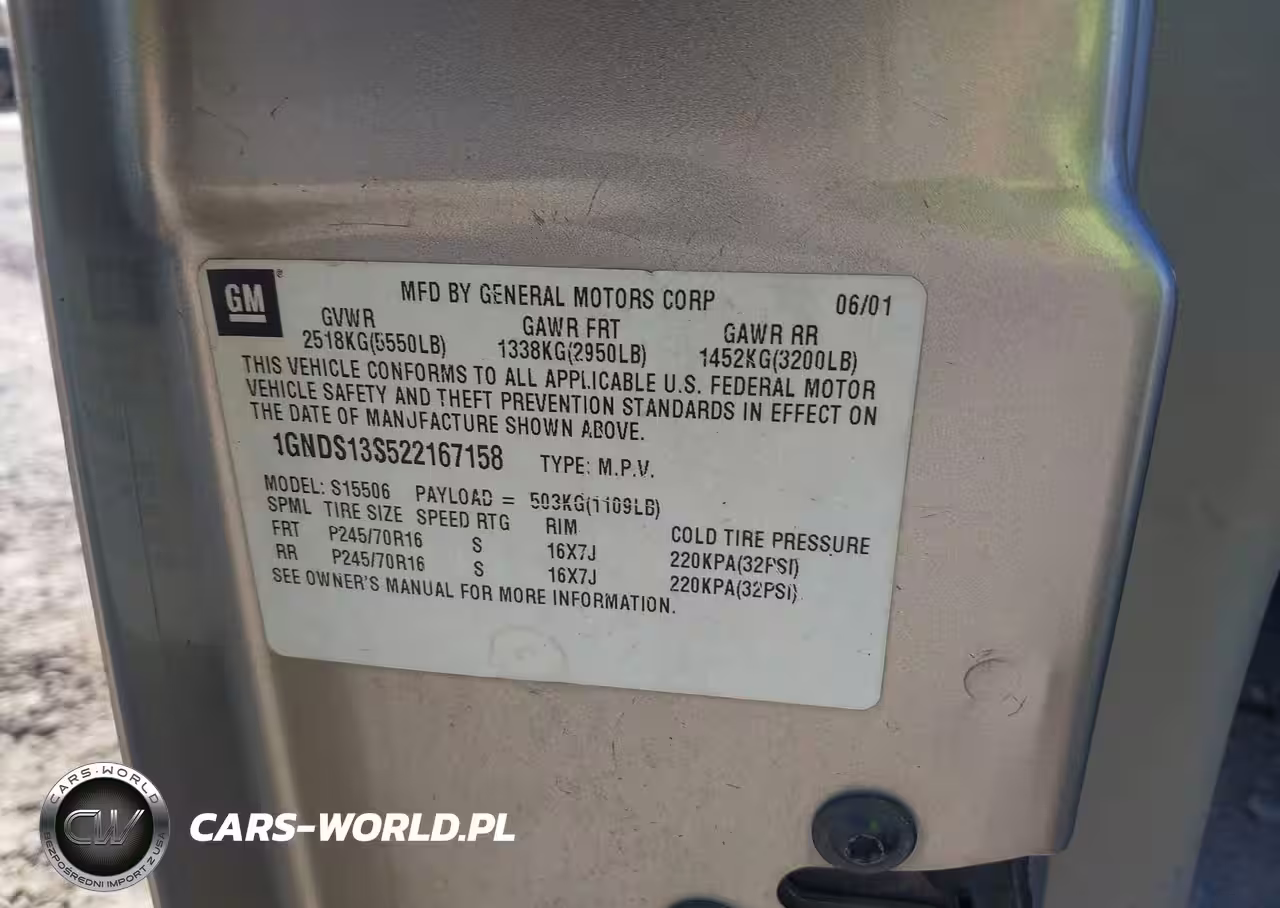 GM
MFD BY GENERAL MOTORS CORP 06/01
GVWR GAWR FRT GAWR RR
2518KG(5550LB) 1338KG(2950LB) 1452KG(3200LB)
THIS VEHICLE CONFORMS TO ALL APPLICABLE U.S. FEDERAL MOTOR
VEHICLE SAFETY AND THEFT PREVENTION STANDARDS IN EFFECT ON
THE DATE OF MANUFACTURE SHOWN ABOVE.
1GNDS13S522167158 TYPE: M.P.V.
MODEL: S15506 PAYLOAD = 503KG(1109LB)
SPML TIRE SIZE SPEED RTG RIM COLD TIRE PRESSURE
FRT P245/70R16 S 16X7J 220KPA(32PSI)
RR P245/70R16 S 16X7J 220KPA(32PSI)
SEE OWNER'S MANUAL FOR MORE INFORMATION.
CARS-WORLD
CW
BEZPOŚREDNI IMPORT Z USA
CARS-WORLD.PL